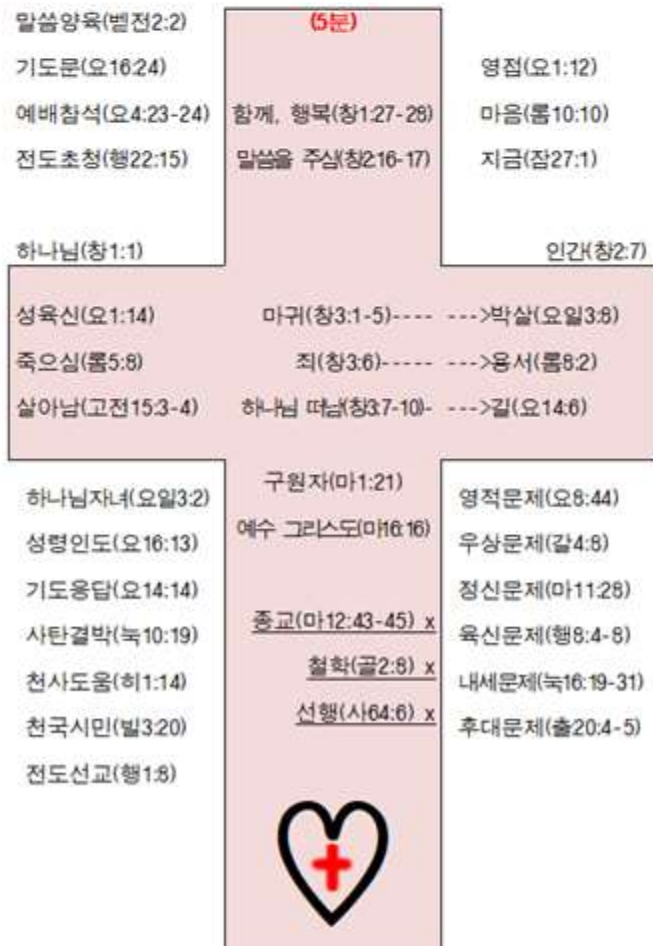 말씀양육(벧전2:2) (5분)
기도문(요16:24) 영접(요1:12)
예배참석(요4:23-24) 함께, 행복(창1:27-28) 마음(롬10:10)
전도초청(행22:15) 말씀을 주심(창2:16-17) 지금(잠27:1)
하나님(창1:1) 인간(창2:7)
성육신(요1:14) 마귀(창3:1-5)---- --->박살(요일3:8)
죽으심(롬5:8) 죄(창3:6)----- --->용서(롬8:2)
살아남(고전15:3-4) 하나님 떠남(창3:7-10)- --->길(요14:6)
하나님자녀(요일3:2) 구원자(마1:21) 영적문제(요8:44)
성령인도(요16:13) 예수 그리스도(마16:16) 우상문제(갈4:8)
기도응답(요14:14) 정신문제(마11:28)
사탄결박(눅10:19) 종교(마12:43-45) x 육신문제(행8:4-8)
천사도움(히1:14) 철학(골2:8) x 내세문제(눅16:19-31)
천국시민(빌3:20) 선행(사64:6) x 후대문제(출20:4-5)
전도선교(행1:8)